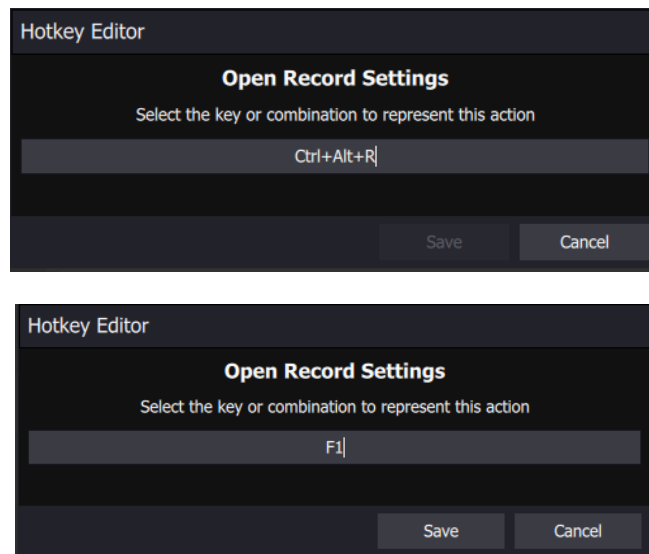 Hotkey Editor
Open Record Settings
Select the key or combination to represent this action
Ctrl+Alt+R
Save Cancel
Hotkey Editor
Open Record Settings
Select the key or combination to represent this action
F1
Save Cancel